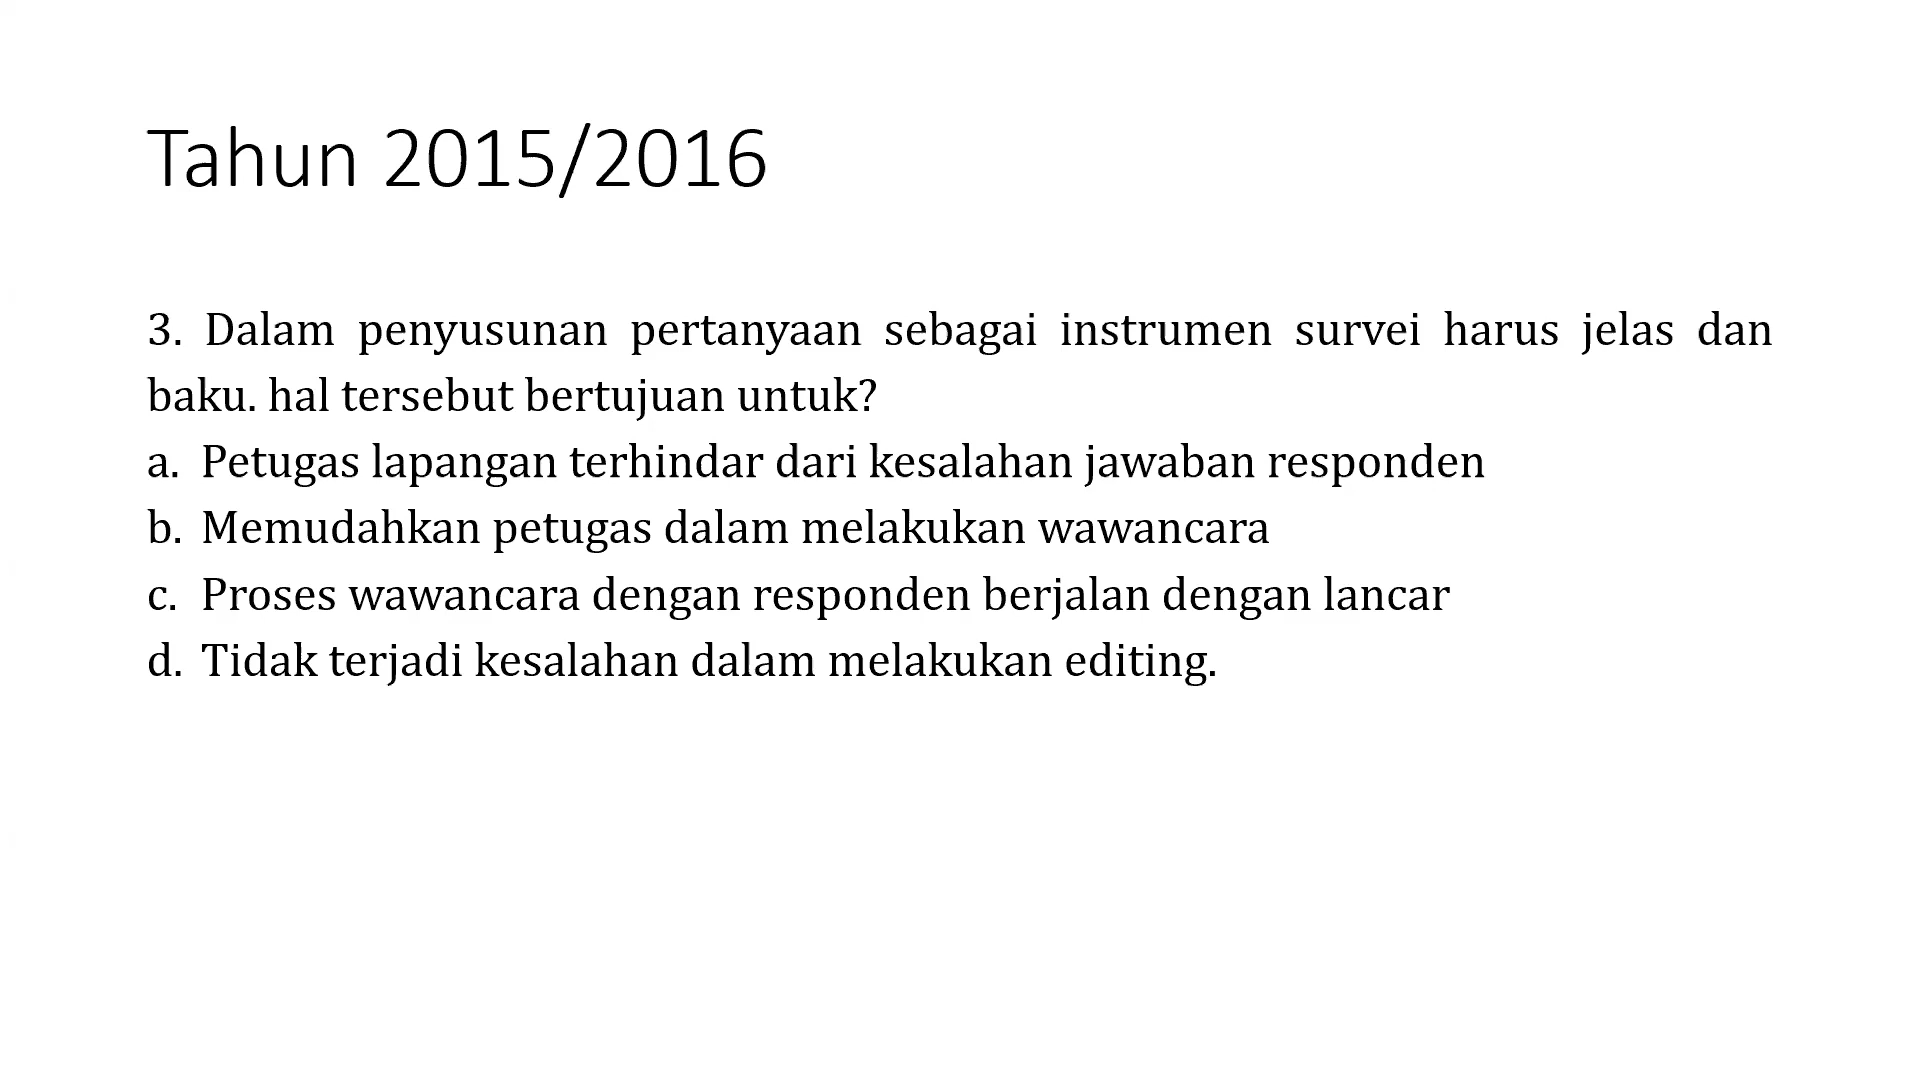 Tahun 2015/2016
3. Dalam penyusunan pertanyaan sebagai instrumen survei harus jelas dan
baku. hal tersebut bertujuan untuk?
a. Petugas lapangan terhindar dari kesalahan jawaban responden
b. Memudahkan petugas dalam melakukan wawancara
c. Proses wawancara dengan responden berjalan dengan lancar
d. Tidak terjadi kesalahan dalam melakukan editing.